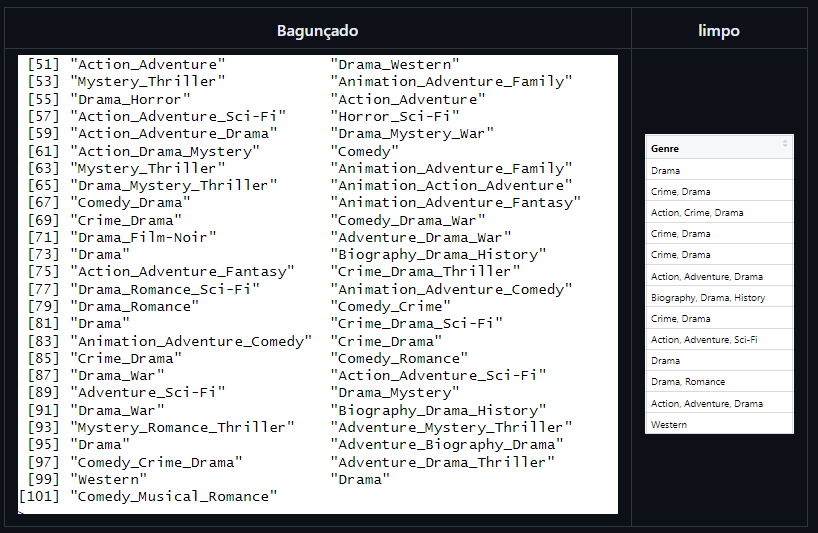 Bagunçado
limpo
[51] "Action_Adventure" "Drama_Western"
[53] "Mystery_Thriller" "Animation_Adventure_Family"
[55] "Drama_Horror" "Action_Adventure"
[57] "Action_Adventure_Sci-Fi" "Horror_Sci-Fi"
[59] "Action_Adventure_Drama" "Drama_Mystery_War"
[61] "Action_Drama_Mystery" "Comedy"
[63] "Mystery_Thriller" "Animation_Adventure_Family"
[65] "Drama_Mystery_Thriller" "Animation_Action_Adventure"
[67] "Comedy_Drama" "Animation_Adventure_Fantasy"
[69] "Crime_Drama" "Comedy_Drama_War"
[71] "Drama_Film-Noir" "Adventure_Drama_War"
[73] "Drama" "Biography_Drama_History"
[75] "Action_Adventure_Fantasy" "Crime_Drama_Thriller"
[77] "Drama_Romance_Sci-Fi" "Animation_Adventure_Comedy"
[79] "Drama_Romance" "Comedy_Crime"
[81] "Drama" "Crime_Drama_Sci-Fi"
[83] "Animation_Adventure_Comedy" "Crime_Drama"
[85] "Crime_Drama" "Comedy_Romance"
[87] "Drama_War" "Action_Adventure_Sci-Fi"
[89] "Adventure_Sci-Fi" "Drama_Mystery"
[91] "Drama_War" "Biography_Drama_History"
[93] "Mystery_Romance_Thriller" "Adventure_Mystery_Thriller"
[95] "Drama" "Adventure_Biography_Drama"
[97] "Comedy_Crime_Drama" "Adventure_Drama_Thriller"
[99] "Western" "Drama"
[101] "Comedy_Musical_Romance"
Genre
Drama
Crime, Drama
Action, Crime, Drama
Crime, Drama
Crime, Drama
Action, Adventure, Drama
Biography, Drama, History
Crime, Drama
Action, Adventure, Sci-Fi
Drama
Drama, Romance
Action, Adventure, Drama
Western